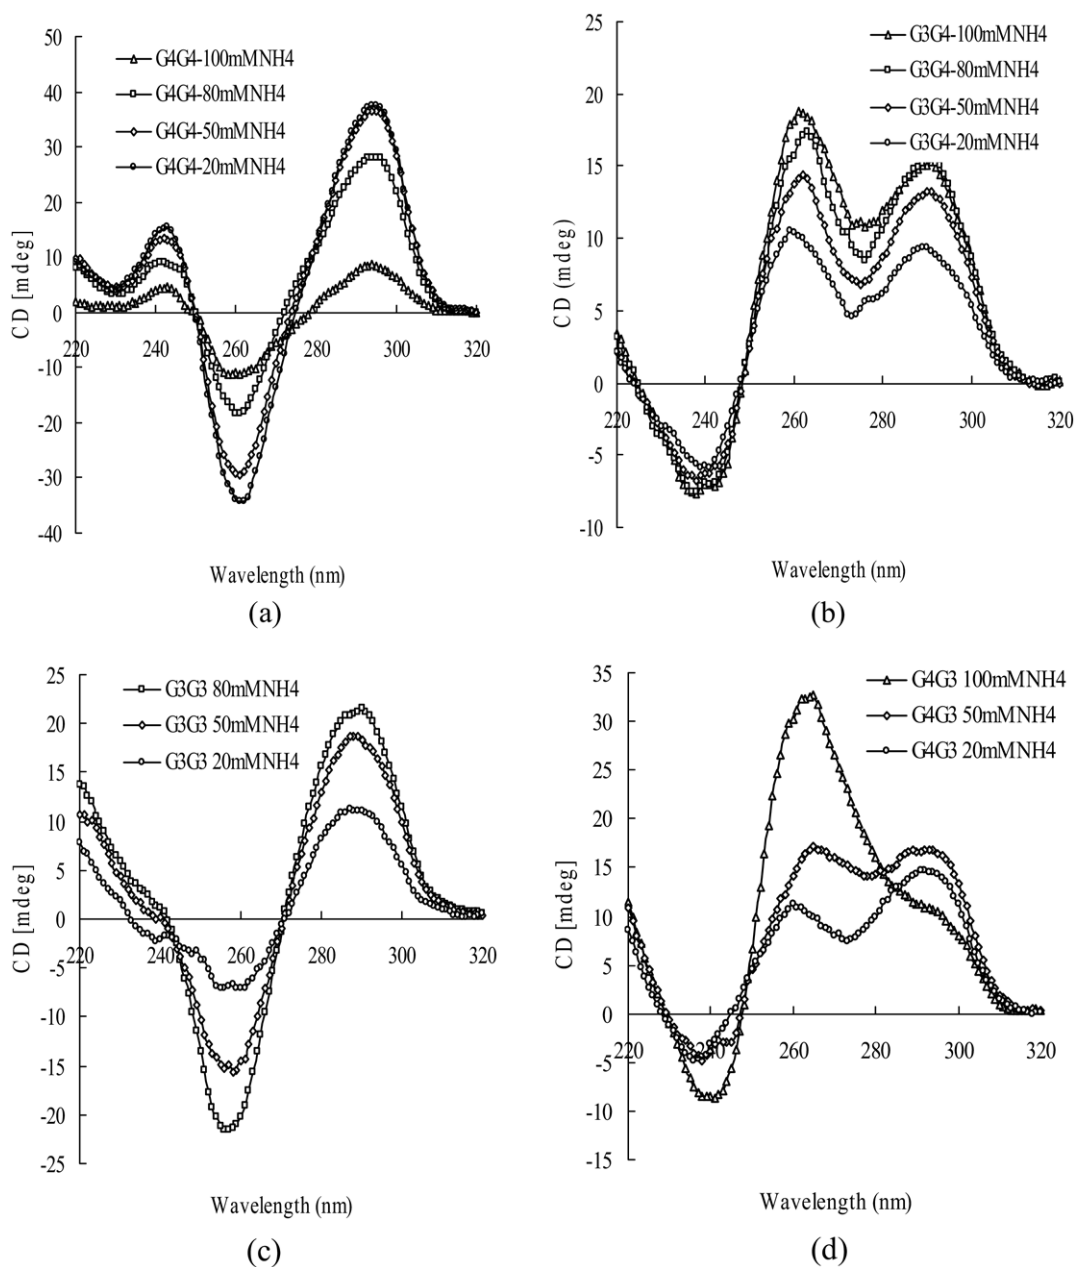 50
40
30
20
10
0
-10
-20
-30
-40
220
240
260
280
300
320
CD [mdeg]
G4G4-100mMNH4
G4G4-80mMNH4
G4G4-50mMNH4
G4G4-20mMNH4
Wavelength (nm)
(a)
25
20
15
10
5
0
-5
-10
220
240
260
280
300
320
CD (mdeg)
G3G4-100mMNH4
G3G4-80mMNH4
G3G4-50mMNH4
G3G4-20mMNH4
Wavelength (nm)
(b)
25
20
15
10
5
0
-5
-10
-15
-20
-25
220
240
260
280
300
320
CD [mdeg]
G3G3 80mMNH4
G3G3 50mMNH4
G3G3 20mMNH4
Wavelength (nm)
(c)
35
30
25
20
15
10
5
0
-5
-10
-15
220
240
260
280
300
320
CD [mdeg]
G4G3 100mMNH4
G4G3 50mMNH4
G4G3 20mMNH4
Wavelength (nm)
(d)